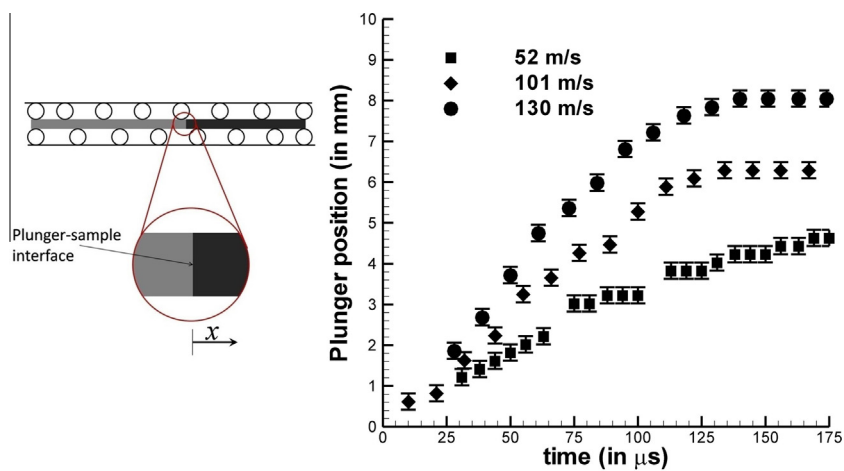 Plunger-sample
interface
x
Plunger position (in mm)
10
9
8
7
6
5
4
3
2
1
0
52 m/s
101 m/s
130 m/s
0 25 50 75 100 125 150 175
time (in μs)